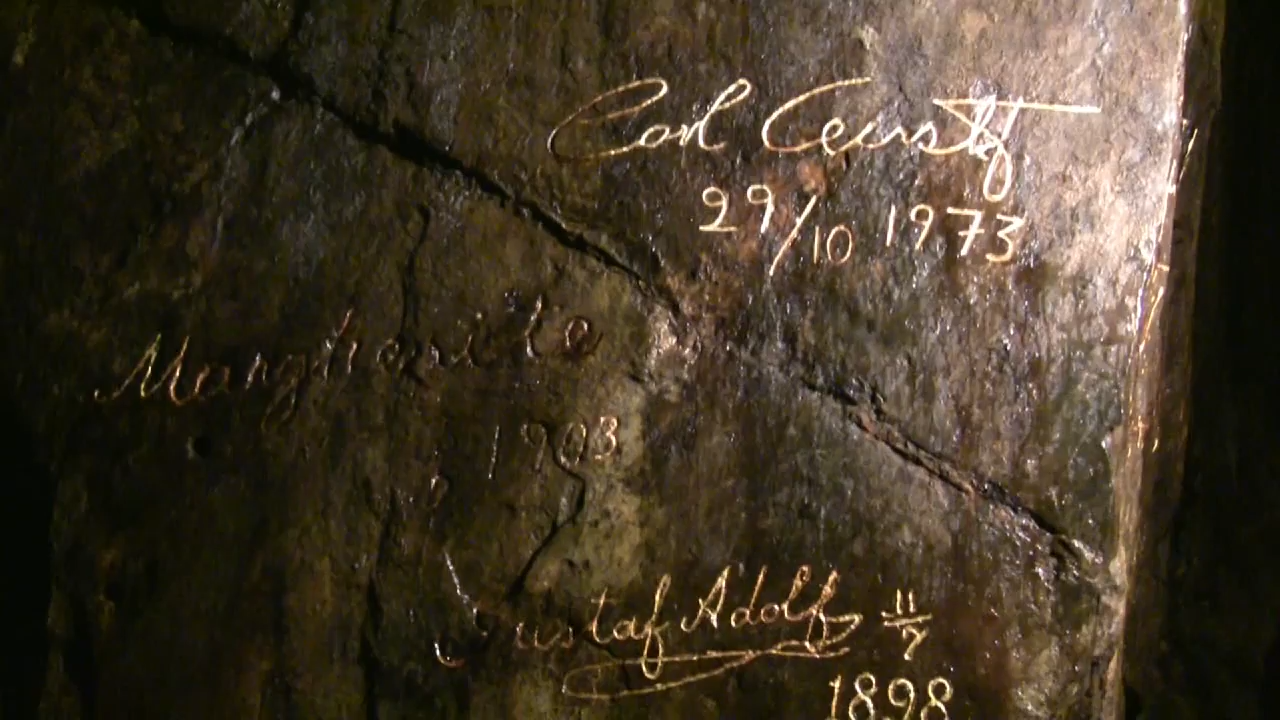 Carl Gustaf
29/10 1973
Margherita
1903
Gustaf Adolf 11/7
1898